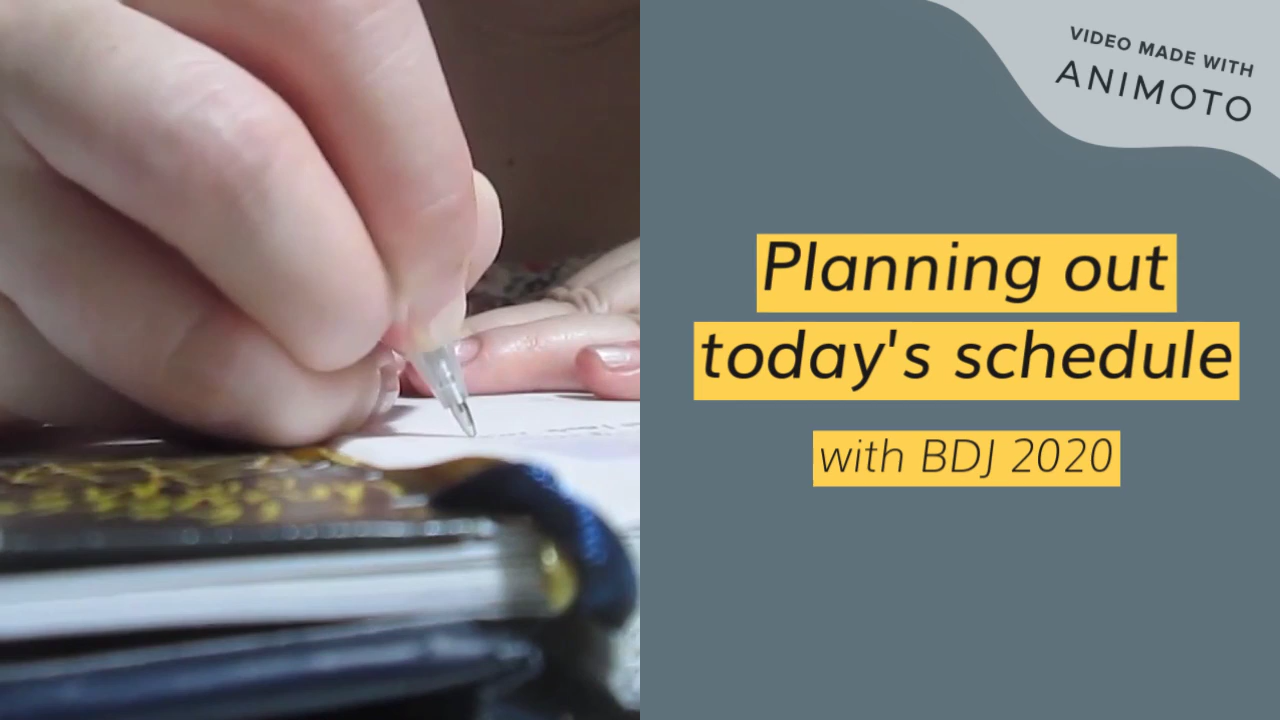 VIDEO MADE WITH
ANIMOTO
Planning out
today's schedule
with BDJ 2020